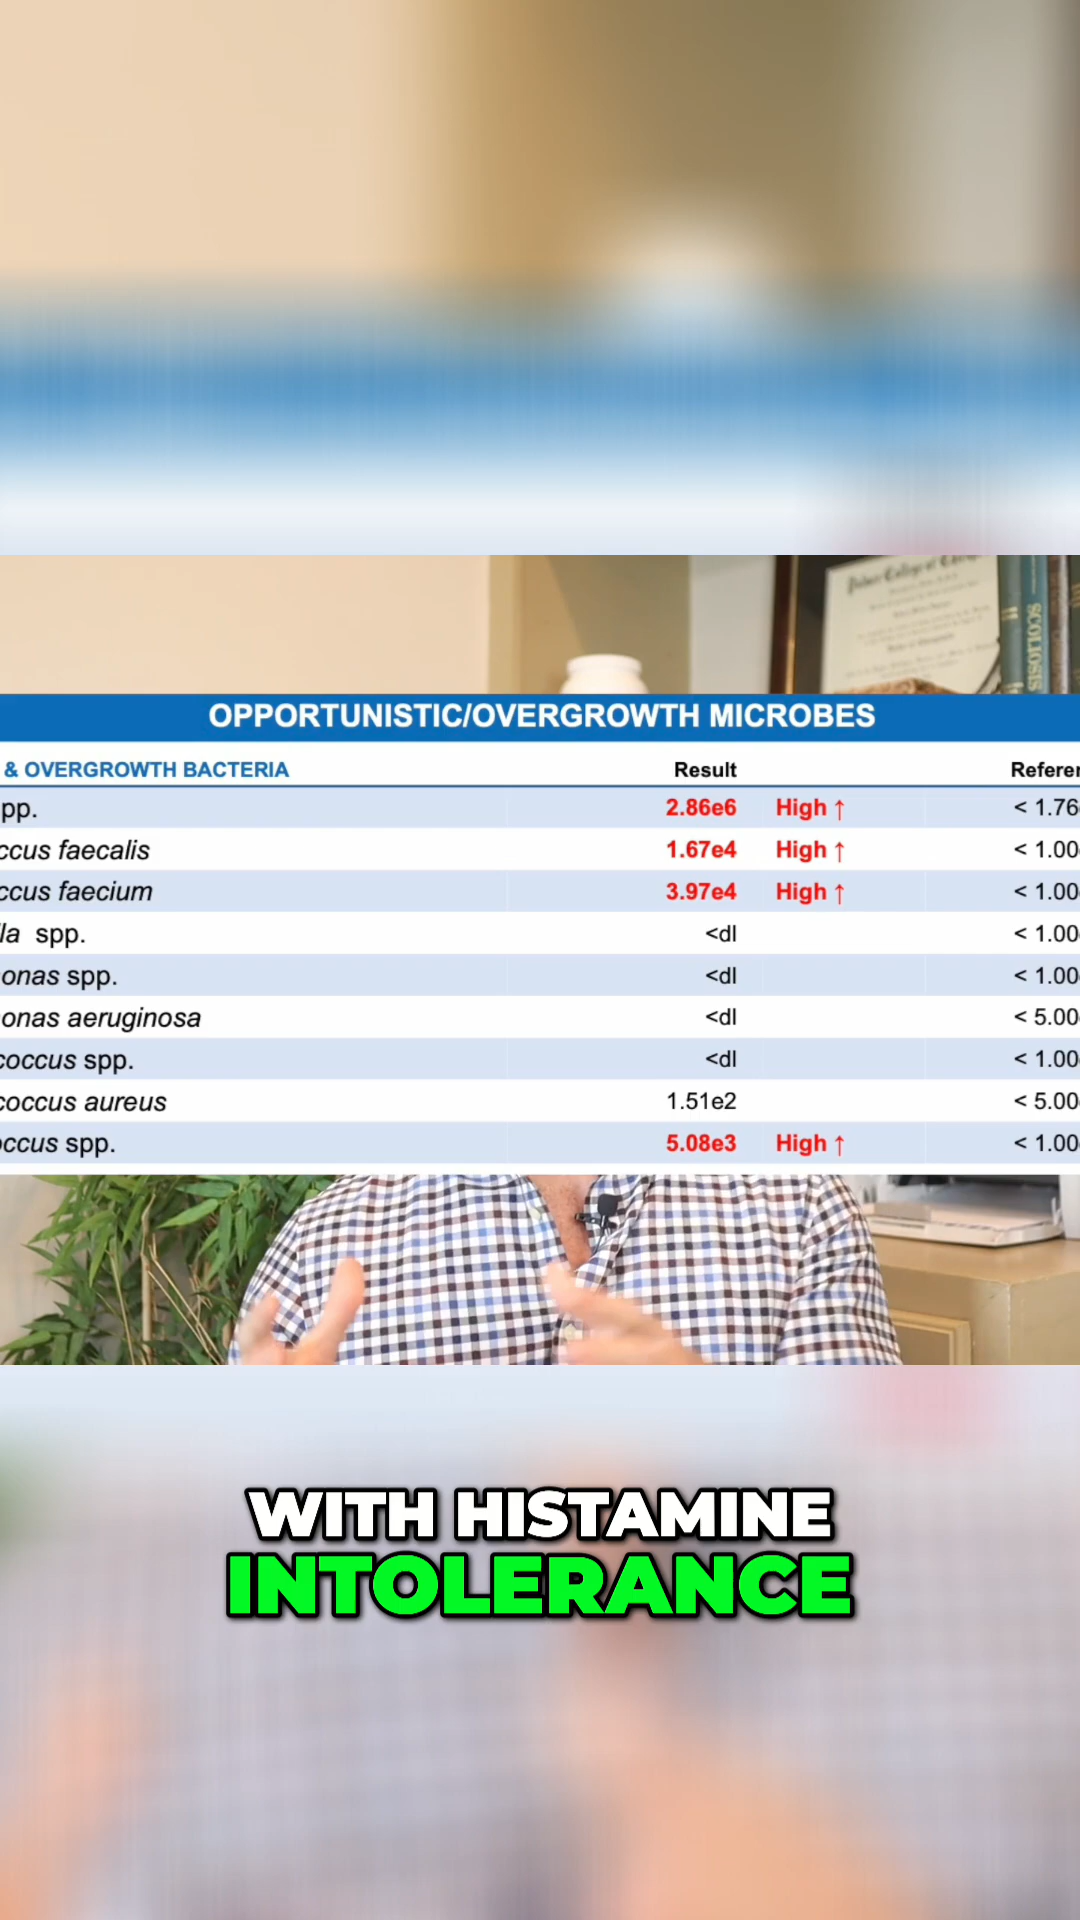 SCOLIOSIS
OPPORTUNISTIC/OVERGROWTH MICROBES
& OVERGROWTH BACTERIA Result Referen
pp. 2.86e6 High ↑ < 1.76
ccus faecalis 1.67e4 High ↑ < 1.00
ccus faecium 3.97e4 High ↑ < 1.00
la spp. <dl < 1.00
onas spp. <dl < 1.00
onas aeruginosa <dl < 5.00
coccus spp. <dl < 1.00
coccus aureus 1.51e2 < 5.00
occus spp. 5.08e3 High ↑ < 1.00
WITH HISTAMINE
INTOLERANCE